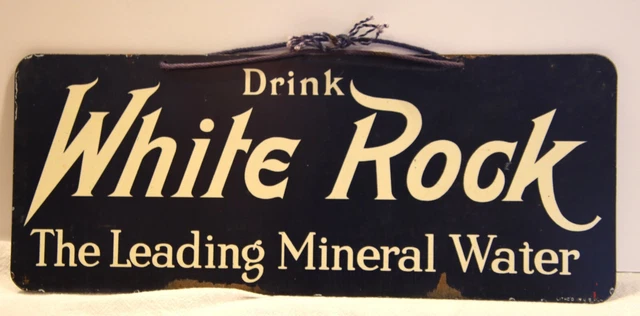 Drink
White Rock
The Leading Mineral Water